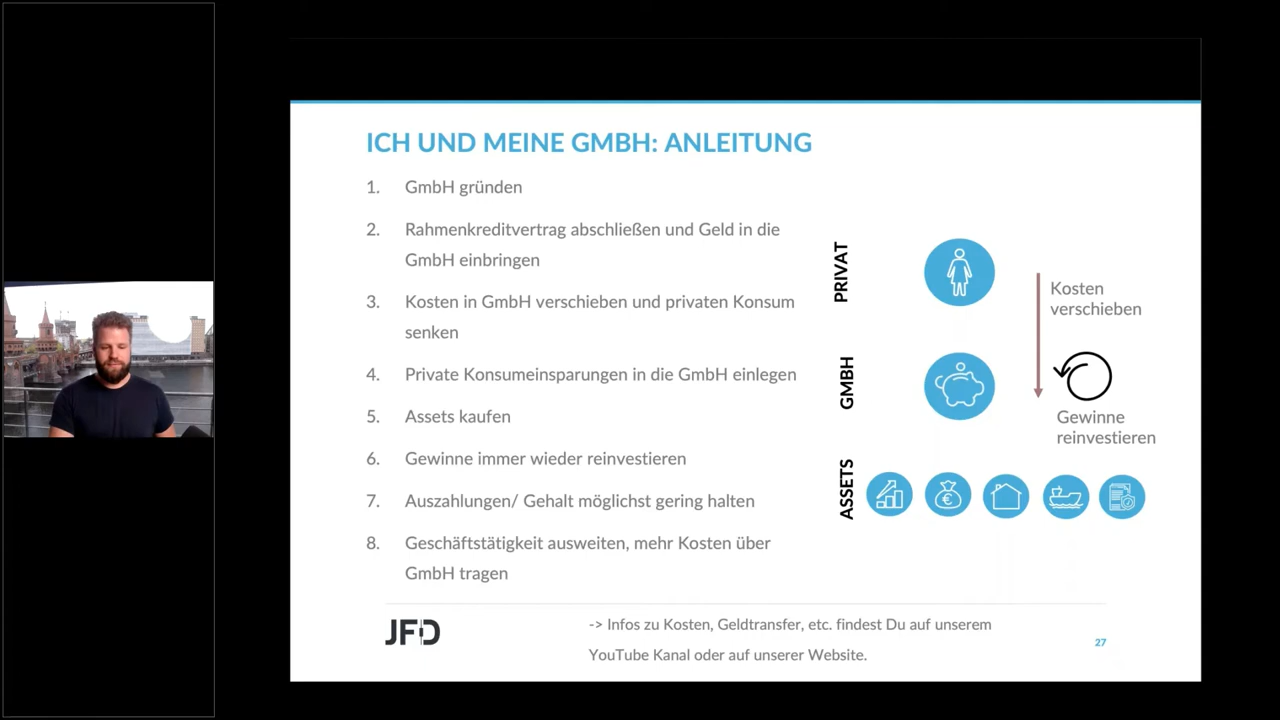 ICH UND MEINE GMBH: ANLEITUNG
1. GmbH gründen
2. Rahmenkreditvertrag abschließen und Geld in die
GmbH einbringen
3. Kosten in GmbH verschieben und privaten Konsum
senken
4. Private Konsumeinsparungen in die GmbH einlegen
5. Assets kaufen
6. Gewinne immer wieder reinvestieren
7. Auszahlungen/ Gehalt möglichst gering halten
8. Geschäftstätigkeit ausweiten, mehr Kosten über
GmbH tragen
PRIVAT
Kosten
verschieben
GMBH
Gewinne
reinvestieren
ASSETS
€
JFD
-> Infos zu Kosten, Geldtransfer, etc. findest Du auf unserem
YouTube Kanal oder auf unserer Website.
27